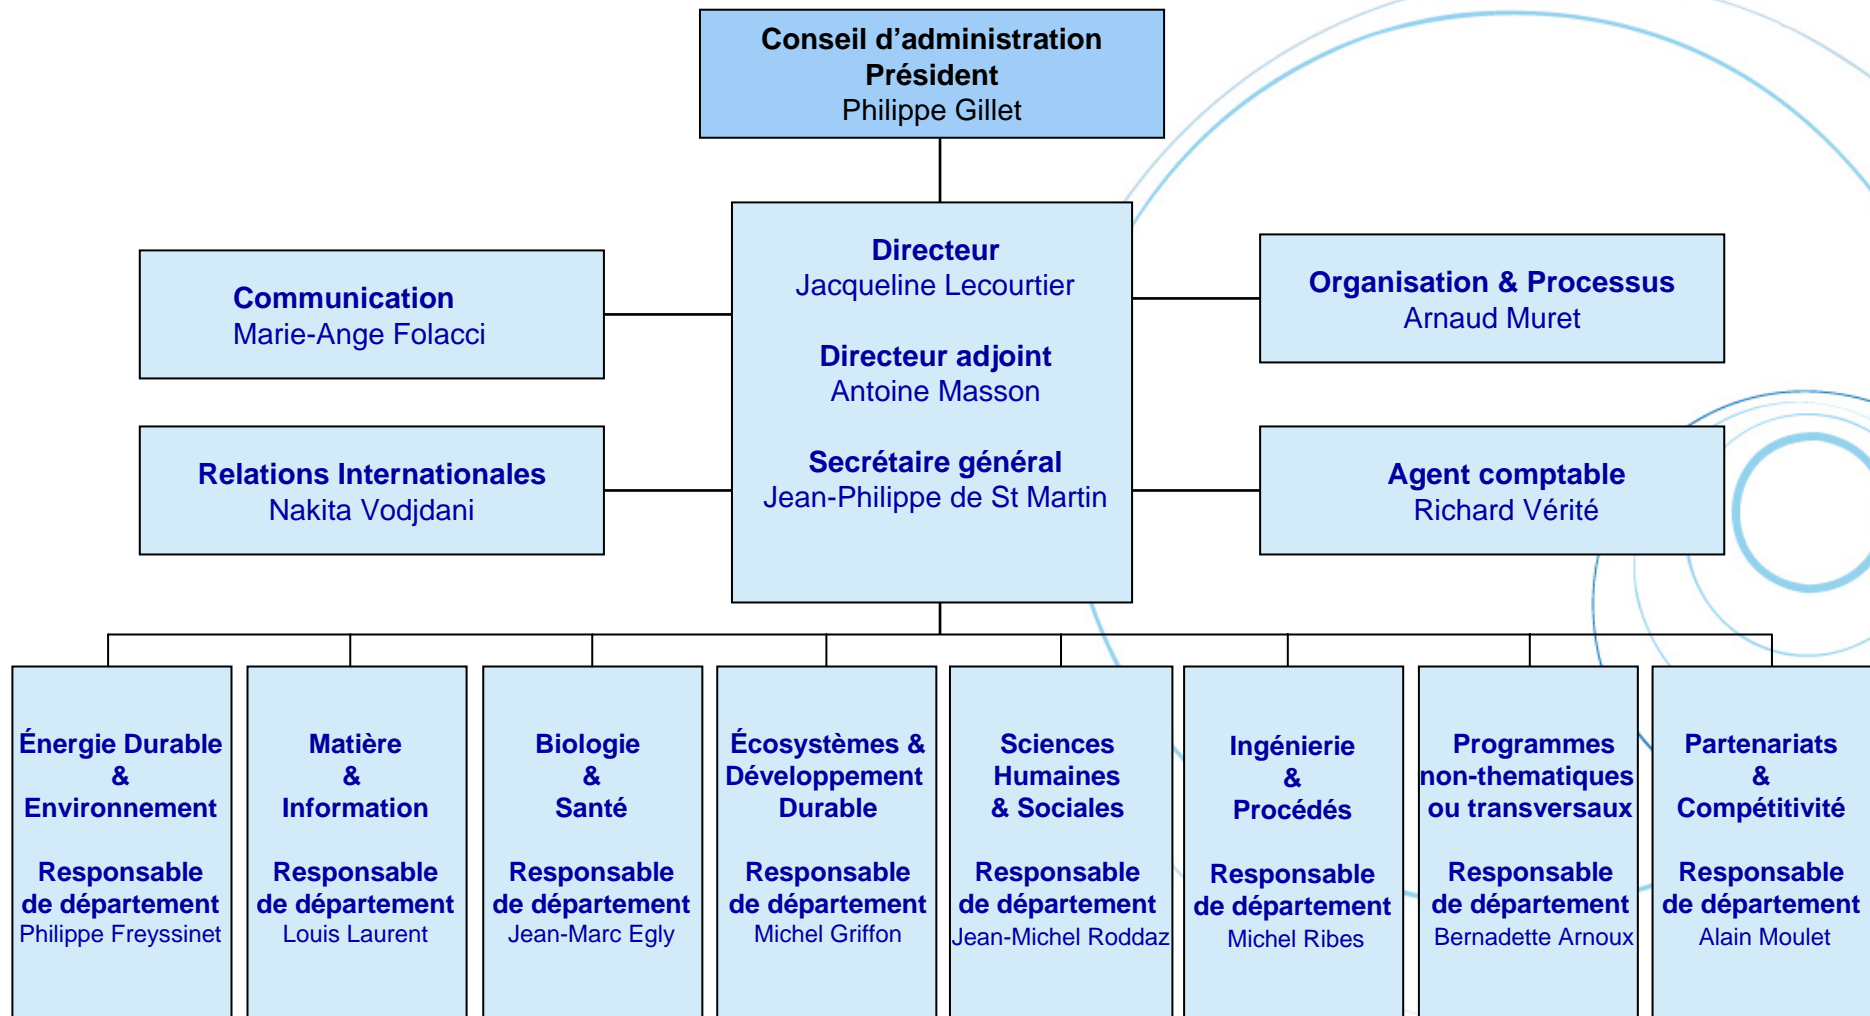 Conseil d’administration
Président
Philippe Gillet
Directeur
Jacqueline Lecourtier
Directeur adjoint
Antoine Masson
Secrétaire général
Jean-Philippe de St Martin
Communication
Marie-Ange Folacci
Relations Internationales
Nakita Vodjdani
Organisation & Processus
Arnaud Muret
Agent comptable
Richard Vérité
Énergie Durable
&
Environnement
Responsable
de département
Philippe Freyssinet
Matière
&
Information
Responsable
de département
Louis Laurent
Biologie
&
Santé
Responsable
de département
Jean-Marc Egly
Écosystèmes &
Développement
Durable
Responsable
de département
Michel Griffon
Sciences
Humaines
& Sociales
Responsable
de département
Jean-Michel Roddaz
Ingénierie
&
Procédés
Responsable
de département
Michel Ribes
Programmes
non-thematiques
ou transversaux
Responsable
de département
Bernadette Arnoux
Partenariats
&
Compétitivité
Responsable
de département
Alain Moulet